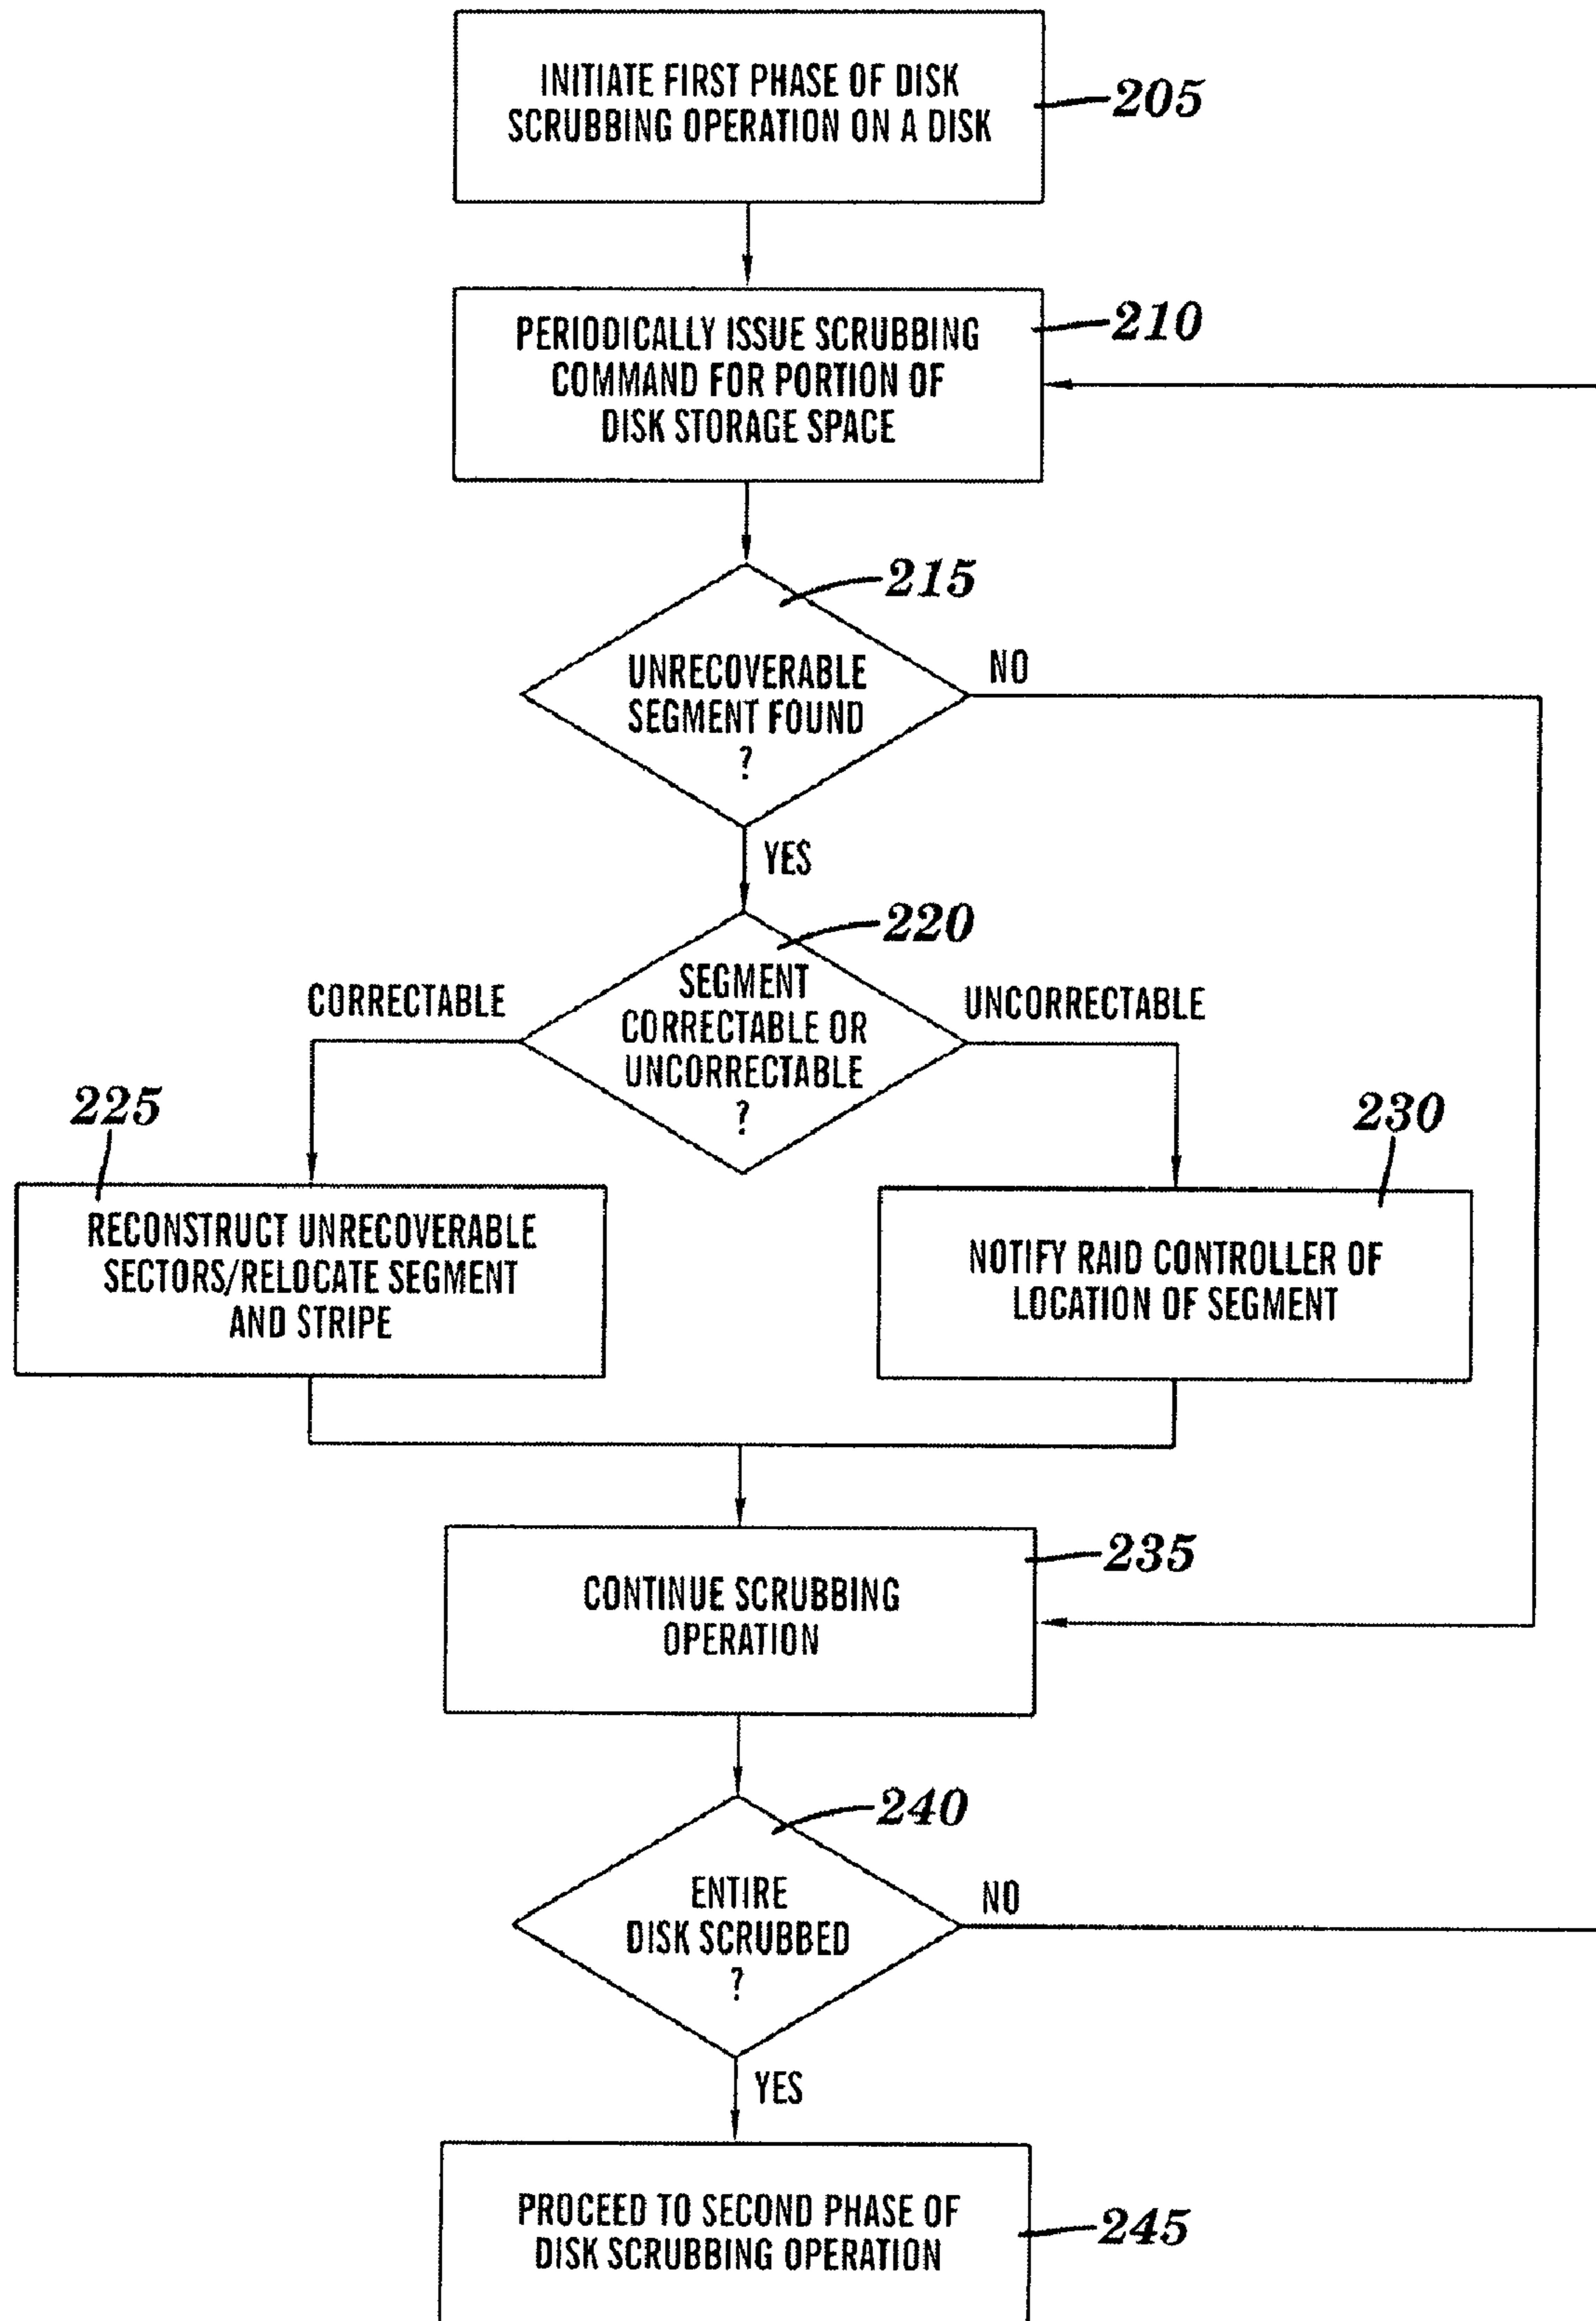 INITIATE FIRST PHASE OF DISK
SCRUBBING OPERATION ON A DISK
205
PERIODICALLY ISSUE SCRUBBING
COMMAND FOR PORTION OF
DISK STORAGE SPACE
210
215
UNRECOVERABLE
SEGMENT FOUND
?
NO
YES
220
SEGMENT
CORRECTABLE OR
UNCORRECTABLE
?
CORRECTABLE
UNCORRECTABLE
225
RECONSTRUCT UNRECOVERABLE
SECTORS/RELOCATE SEGMENT
AND STRIPE
230
NOTIFY RAID CONTROLLER OF
LOCATION OF SEGMENT
235
CONTINUE SCRUBBING
OPERATION
240
ENTIRE
DISK SCRUBBED
?
NO
YES
PROCEED TO SECOND PHASE OF
DISK SCRUBBING OPERATION
245